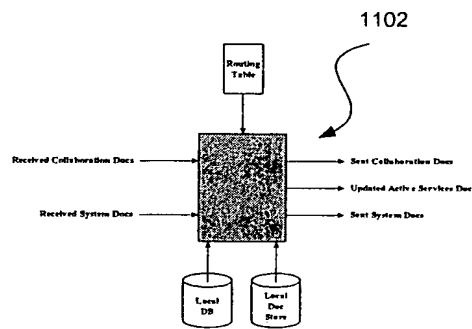 1102
Routing
Table
Received Collaboration Docs
Sent Collaboration Docs
Updated Active Services Doc
Received System Docs
Sent System Docs
Local
DB
Local
Doc
Store